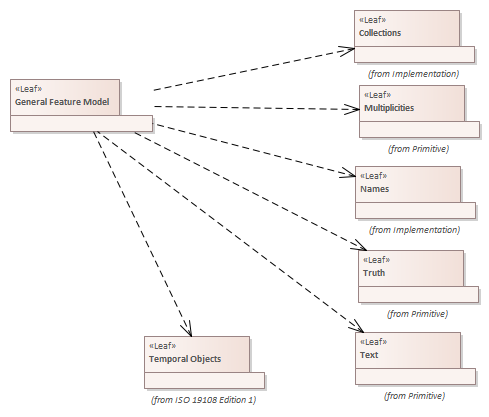 «Leaf»
Collections
(from Implementation)
«Leaf»
General Feature Model
«Leaf»
Multiplicities
(from Primitive)
«Leaf»
Names
(from Implementation)
«Leaf»
Truth
(from Primitive)
«Leaf»
Temporal Objects
(from ISO 19108 Edition 1)
«Leaf»
Text
(from Primitive)